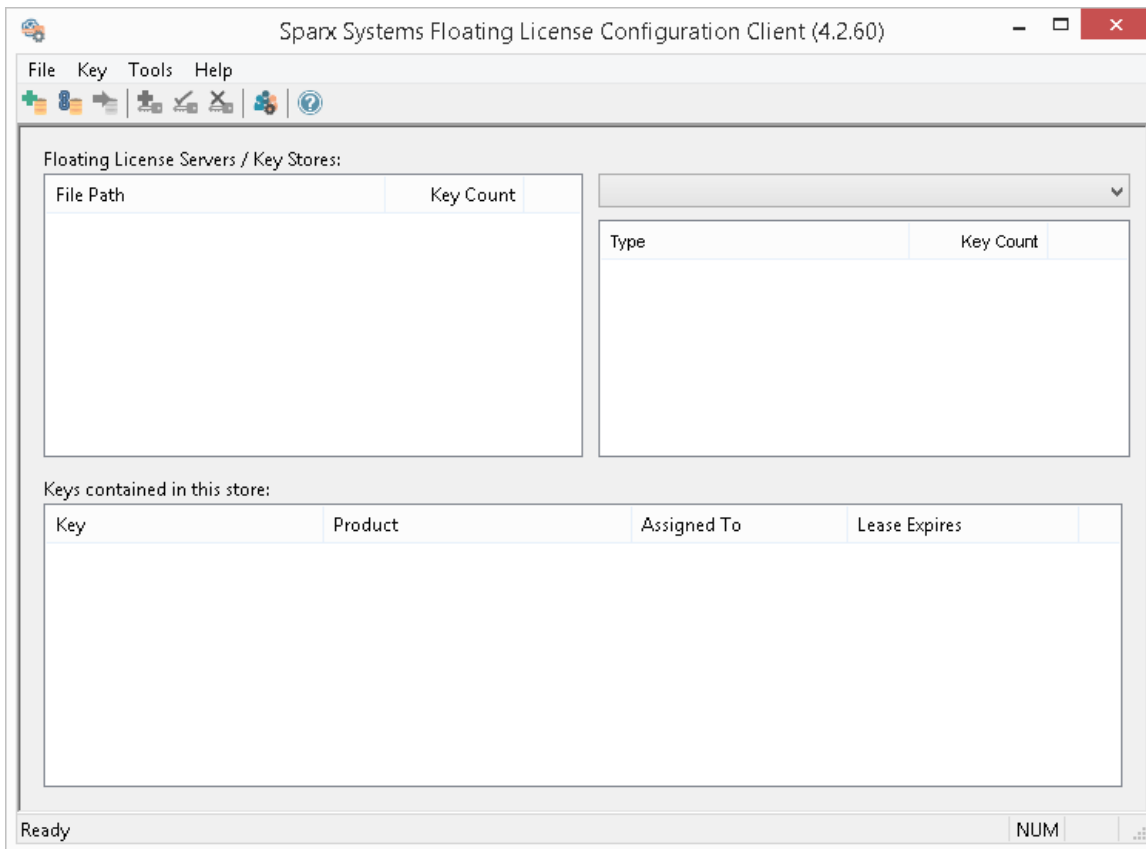 Sparx Systems Floating License Configuration Client (4.2.60)
File Key Tools Help
Floating License Servers / Key Stores:
File Path Key Count
Type Key Count
Keys contained in this store:
Key Product Assigned To Lease Expires
Ready NUM